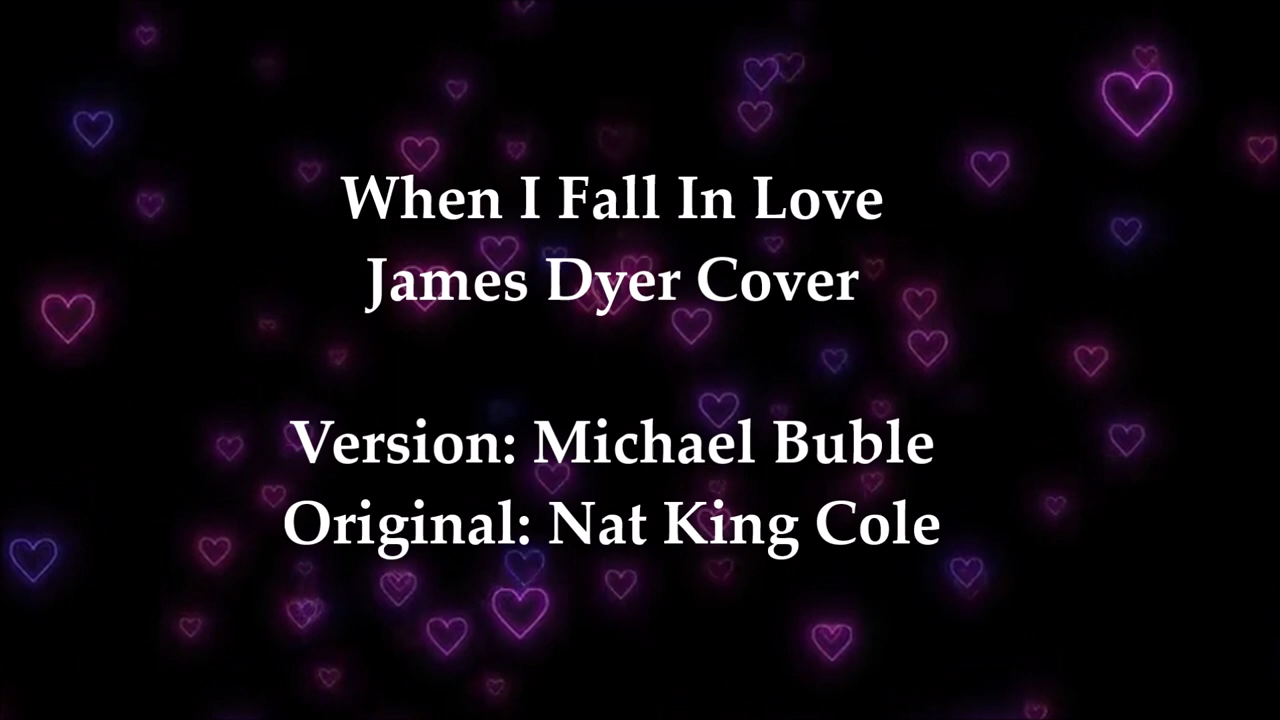 When I Fall In Love
James Dyer Cover
Version: Michael Buble
Original: Nat King Cole